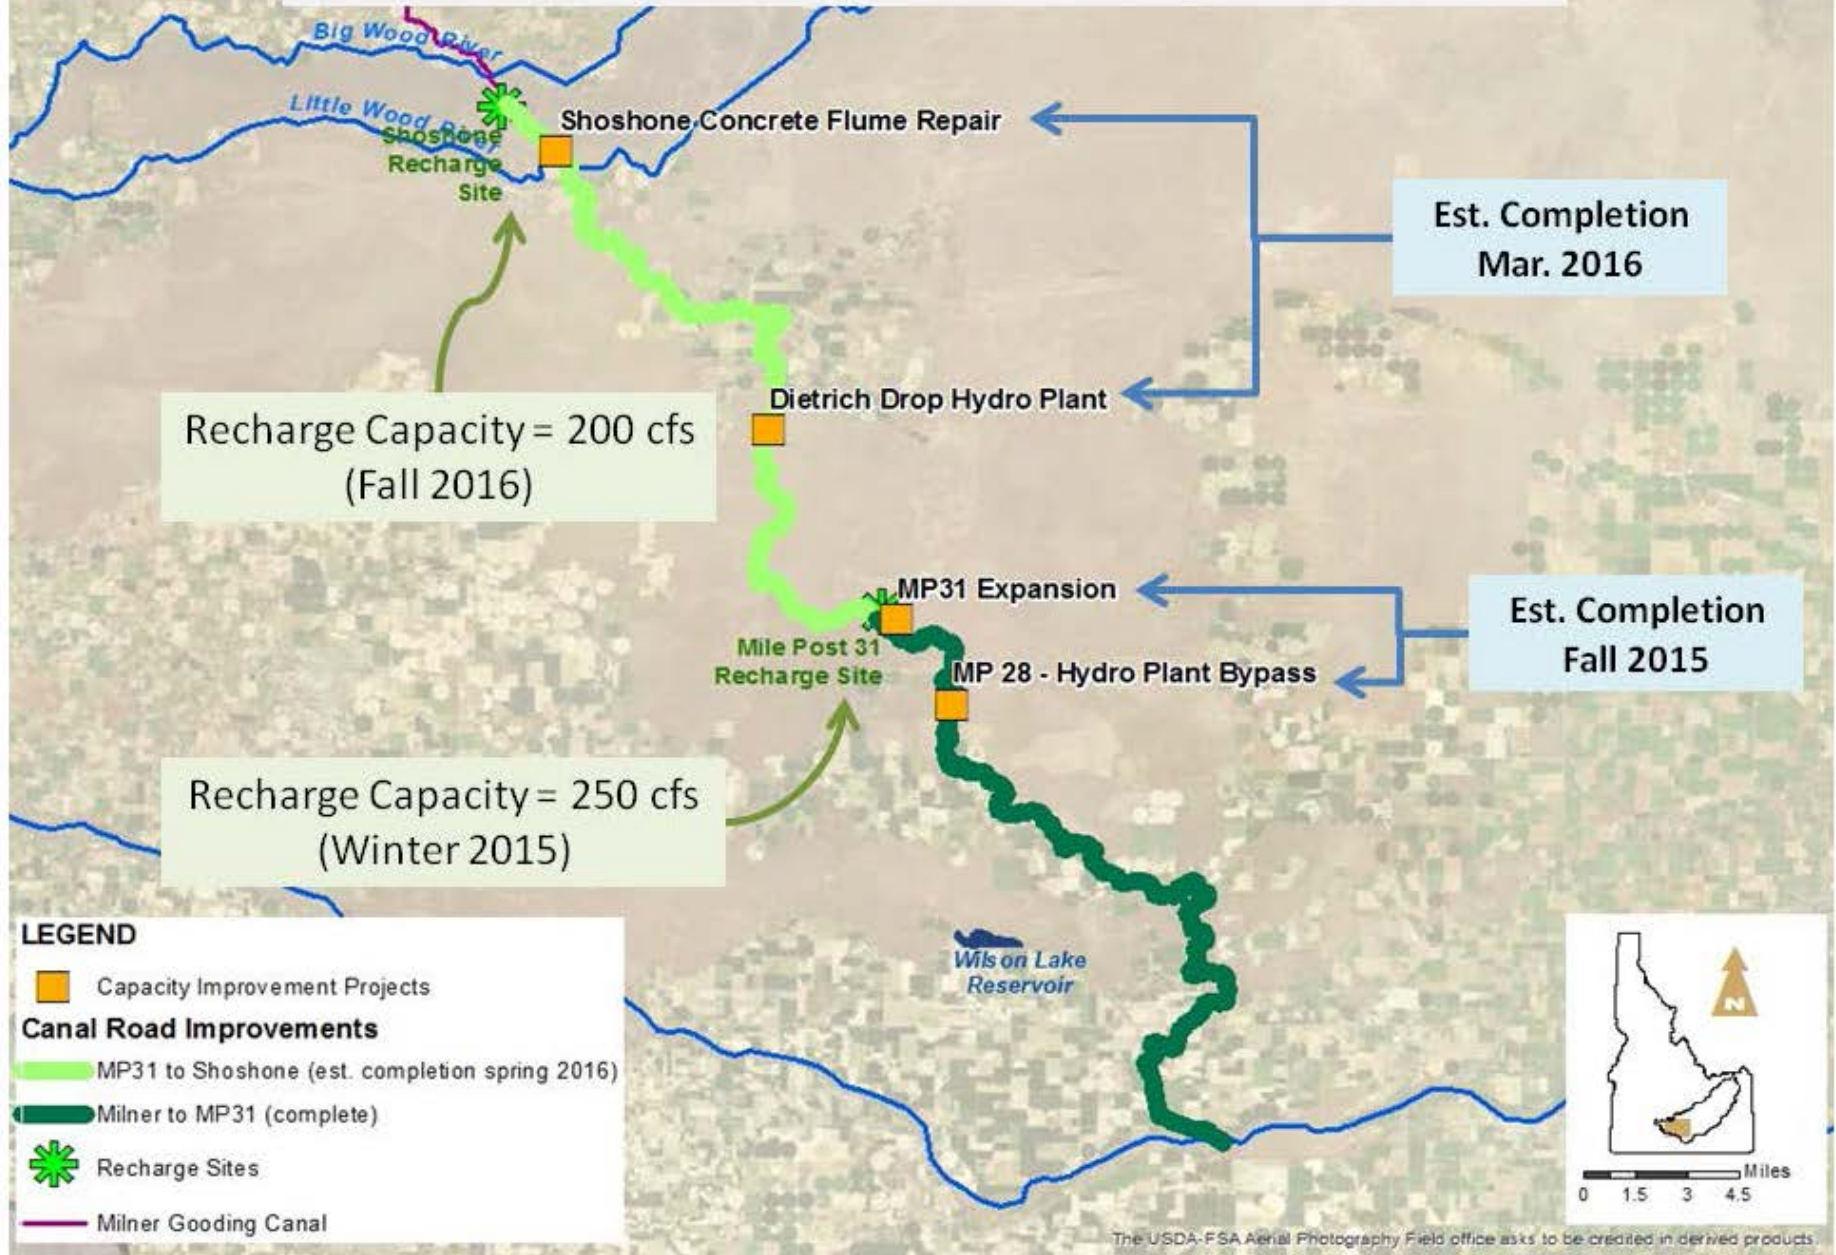 Big Wood River
Little Wood River
Shoshone
Recharge
Site
Shoshone Concrete Flume Repair
Est. Completion
Mar. 2016
Dietrich Drop Hydro Plant
Recharge Capacity = 200 cfs
(Fall 2016)
MP31 Expansion
Mile Post 31
Recharge Site
MP 28 - Hydro Plant Bypass
Est. Completion
Fall 2015
Recharge Capacity = 250 cfs
(Winter 2015)
Wilson Lake
Reservoir
LEGEND
Capacity Improvement Projects
Canal Road Improvements
MP31 to Shoshone (est. completion spring 2016)
Milner to MP31 (complete)
Recharge Sites
Milner Gooding Canal
N
Miles
0 1.5 3 4.5
The USDA-FSA Aerial Photography Field office asks to be credited in derived products.